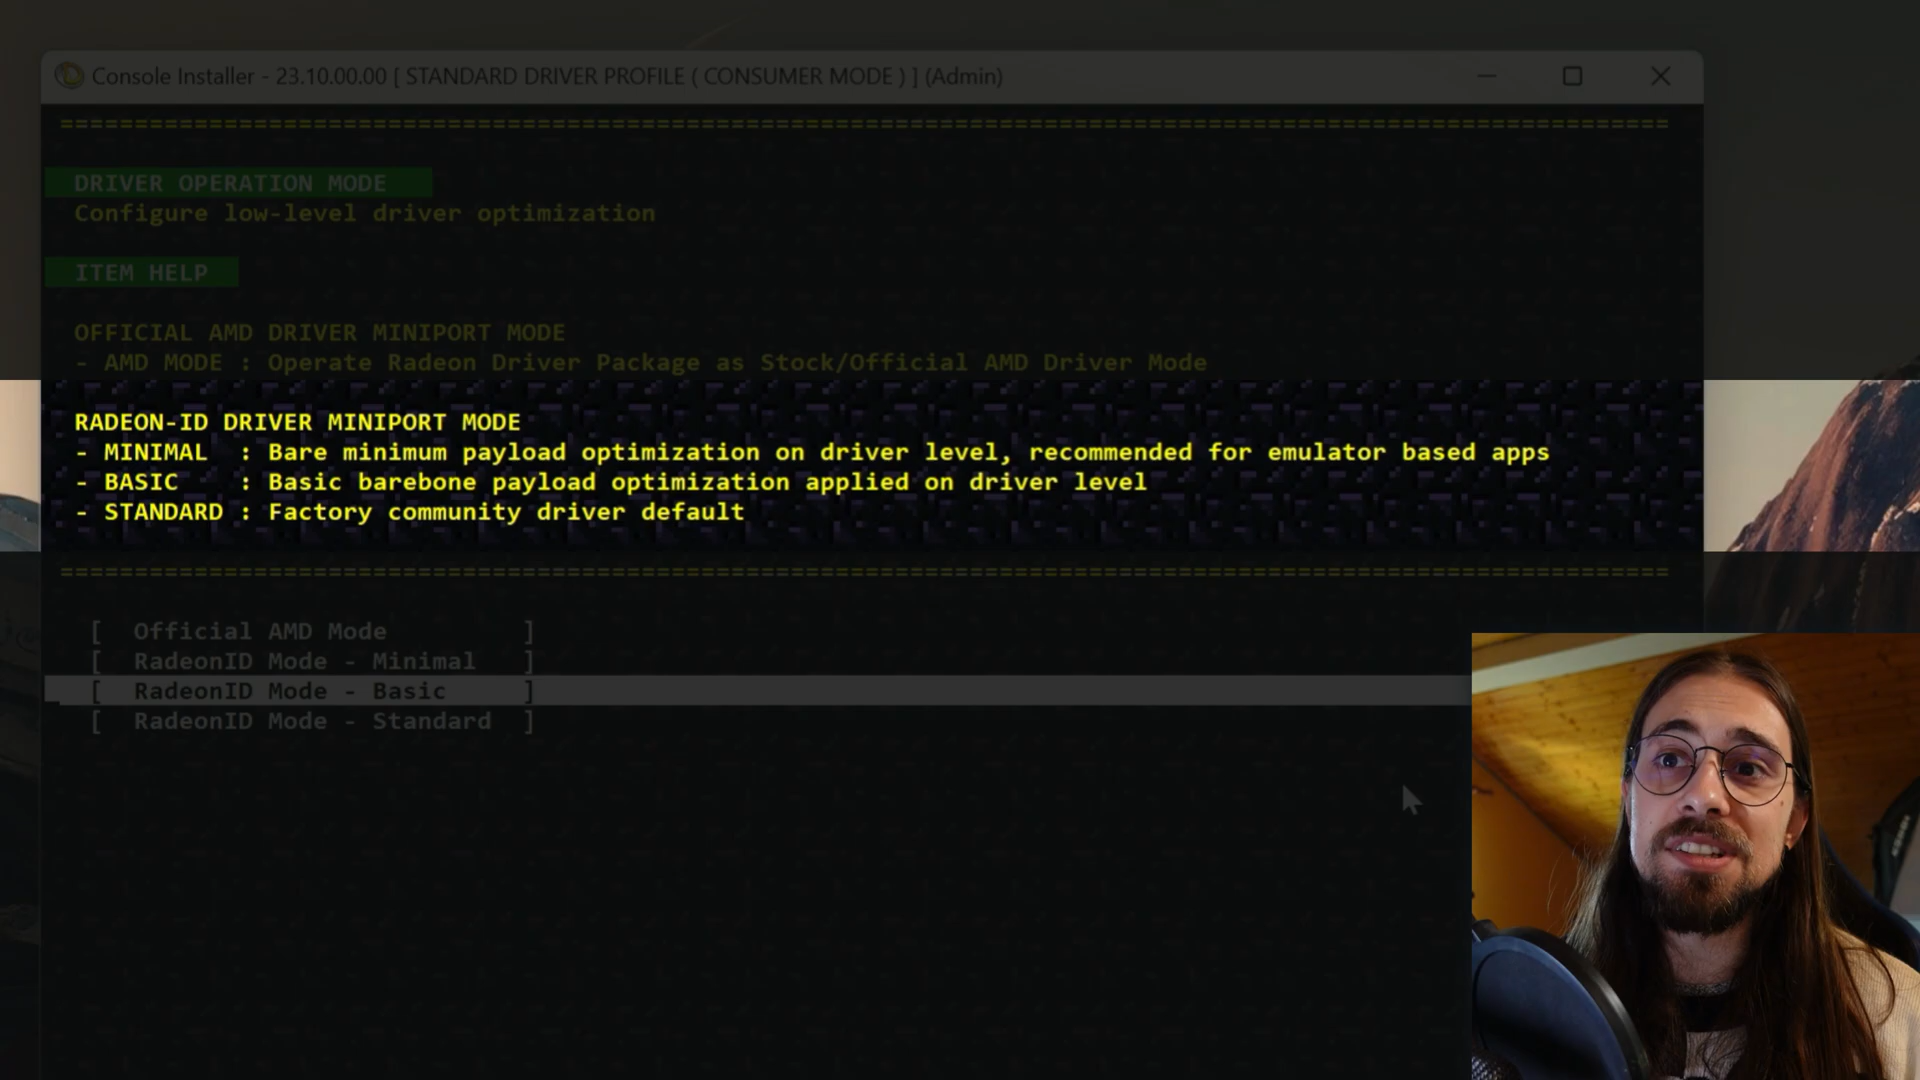 Console Installer - 23.10.00.00 [ STANDARD DRIVER PROFILE ( CONSUMER MODE ) ] (Admin)
========================================================================================================
DRIVER OPERATION MODE
Configure low-level driver optimization
ITEM HELP
OFFICIAL AMD DRIVER MINIPORT MODE
- AMD MODE : Operate Radeon Driver Package as Stock/Official AMD Driver Mode
RADEON-ID DRIVER MINIPORT MODE
- MINIMAL  : Bare minimum payload optimization on driver level, recommended for emulator based apps
- BASIC    : Basic barebone payload optimization applied on driver level
- STANDARD : Factory community driver default
========================================================================================================
[  Official AMD Mode         ]
[  RadeonID Mode - Minimal   ]
[  RadeonID Mode - Basic     ]
[  RadeonID Mode - Standard  ]